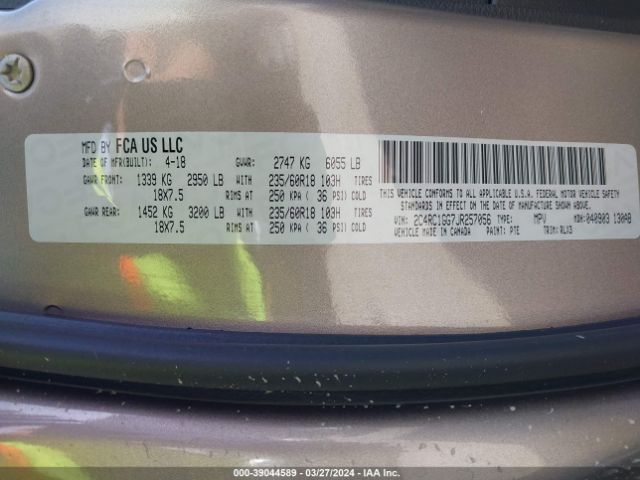 MFD BY FCA US LLC
DATE OF MFR(BUILT): 4-18 GVWR: 2747 KG 6055 LB
GAWR FRONT: 1339 KG 2950 LB WITH 235/60R18 103H TIRES
18X7.5 RIMS AT 250 KPA ( 36 PSI) COLD
GAWR REAR: 1452 KG 3200 LB WITH 235/60R18 103H TIRES
18X7.5 RIMS AT 250 KPA ( 36 PSI) COLD
THIS VEHICLE CONFORMS TO ALL APPLICABLE U.S.A. FEDERAL MOTOR VEHICLE SAFETY
STANDARDS IN EFFECT ON THE DATE OF MANUFACTURE SHOWN ABOVE.
VIN: 2C4RC1GG7JR257056 TYPE: MPV MDH: 040903 130AB
VEHICLE MADE IN CANADA PAINT: PTE TRIM: RLX3
000-39044589 | 03/27/2024 | IAA Inc.